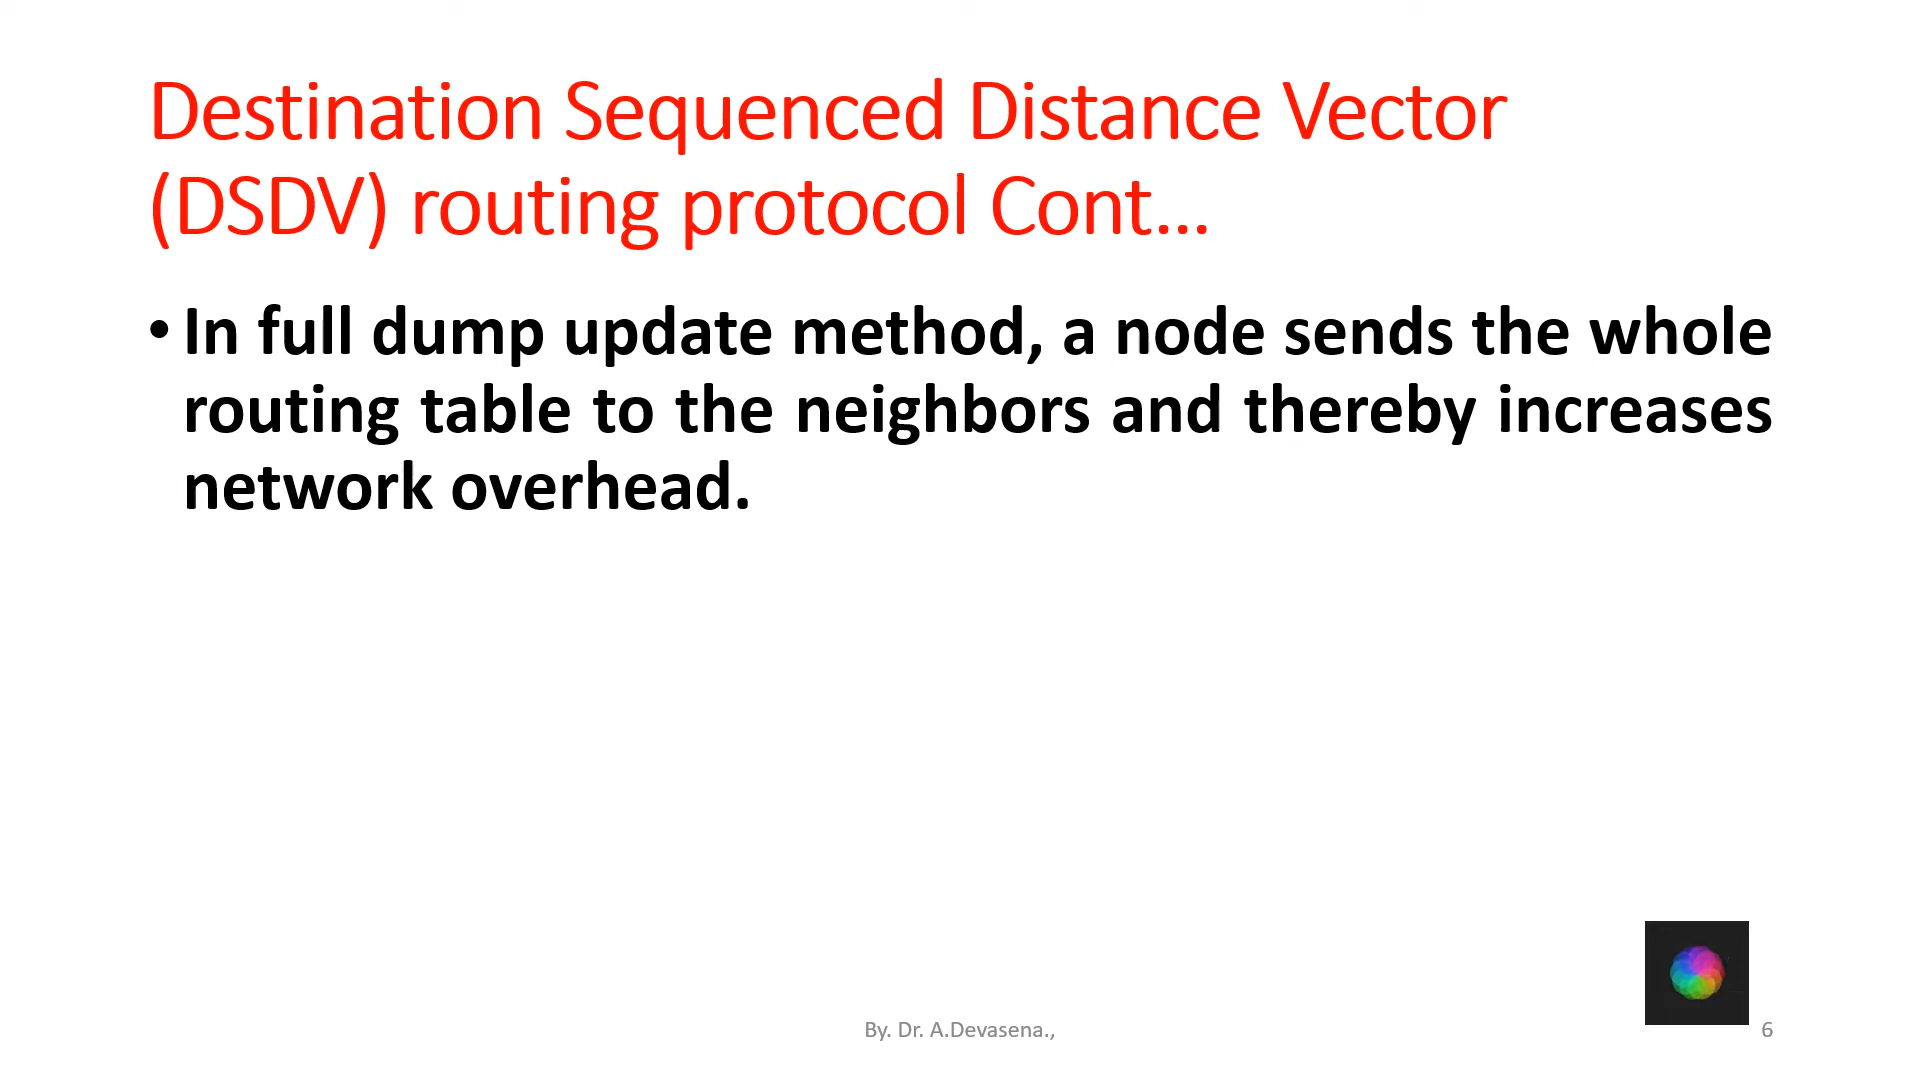 Destination Sequenced Distance Vector
(DSDV) routing protocol Cont...
• In full dump update method, a node sends the whole
routing table to the neighbors and thereby increases
network overhead.
By. Dr. A.Devasena.,
6